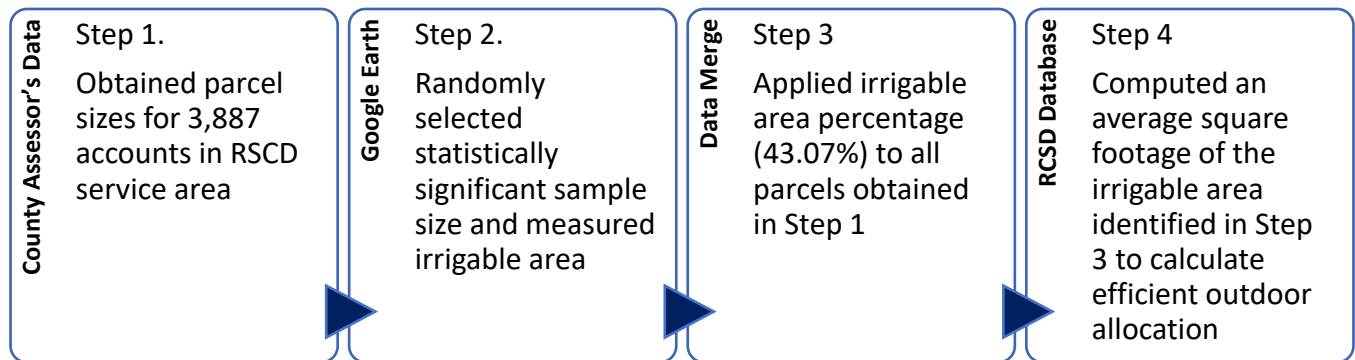 County Assessor's Data
Step 1.
Obtained parcel
sizes for 3,887
accounts in RSCD
service area
Google Earth
Step 2.
Randomly
selected
statistically
significant sample
size and measured
irrigable area
Data Merge
Step 3
Applied irrigable
area percentage
(43.07%) to all
parcels obtained
in Step 1
RCSD Database
Step 4
Computed an
average square
footage of the
irrigable area
identified in Step
3 to calculate
efficient outdoor
allocation